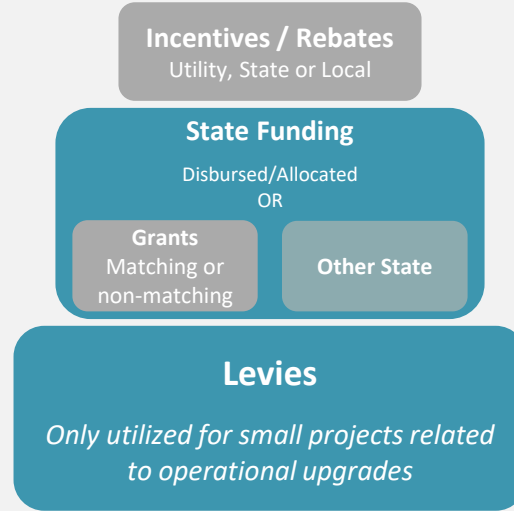 Incentives / Rebates
Utility, State or Local
State Funding
Disbursed/Allocated
OR
Grants
Matching or
non-matching
Other State
Levies
Only utilized for small projects related
to operational upgrades